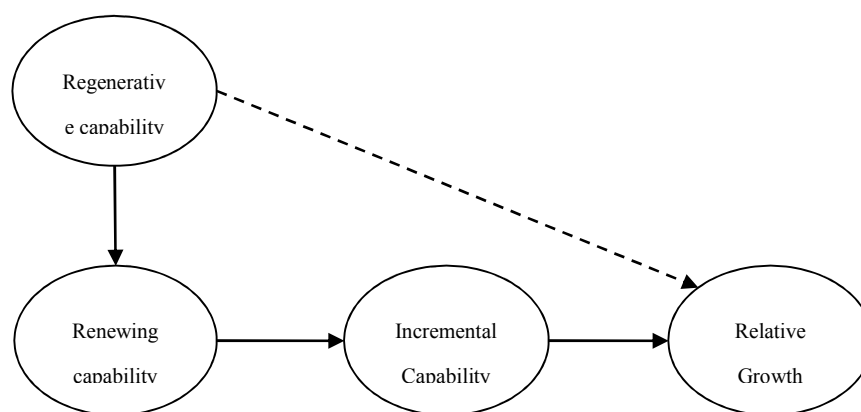 Regenerativ
e capability
Renewing
capability
Incremental
Capability
Relative
Growth